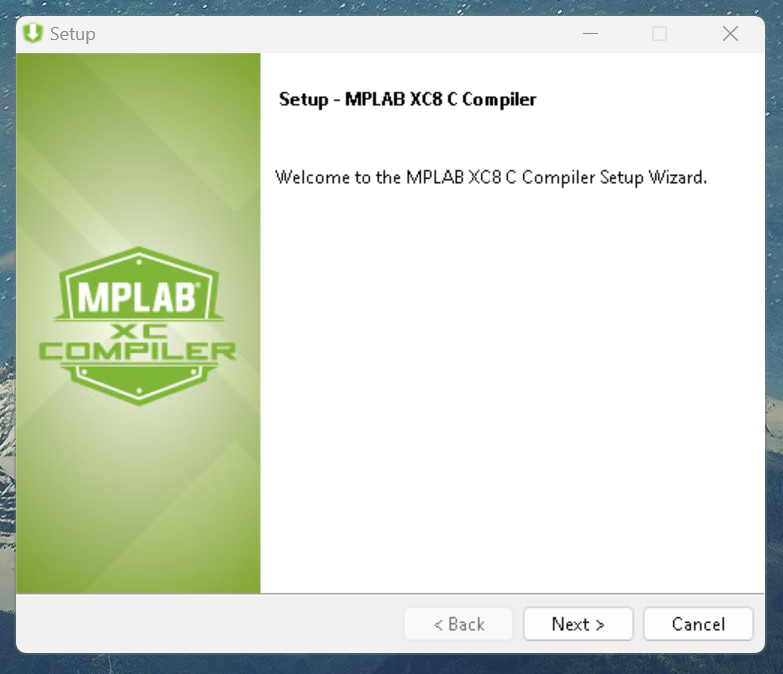 Setup
Setup - MPLAB XC8 C Compiler
Welcome to the MPLAB XC8 C Compiler Setup Wizard.
MPLAB®
XC
COMPILER
< Back
Next >
Cancel